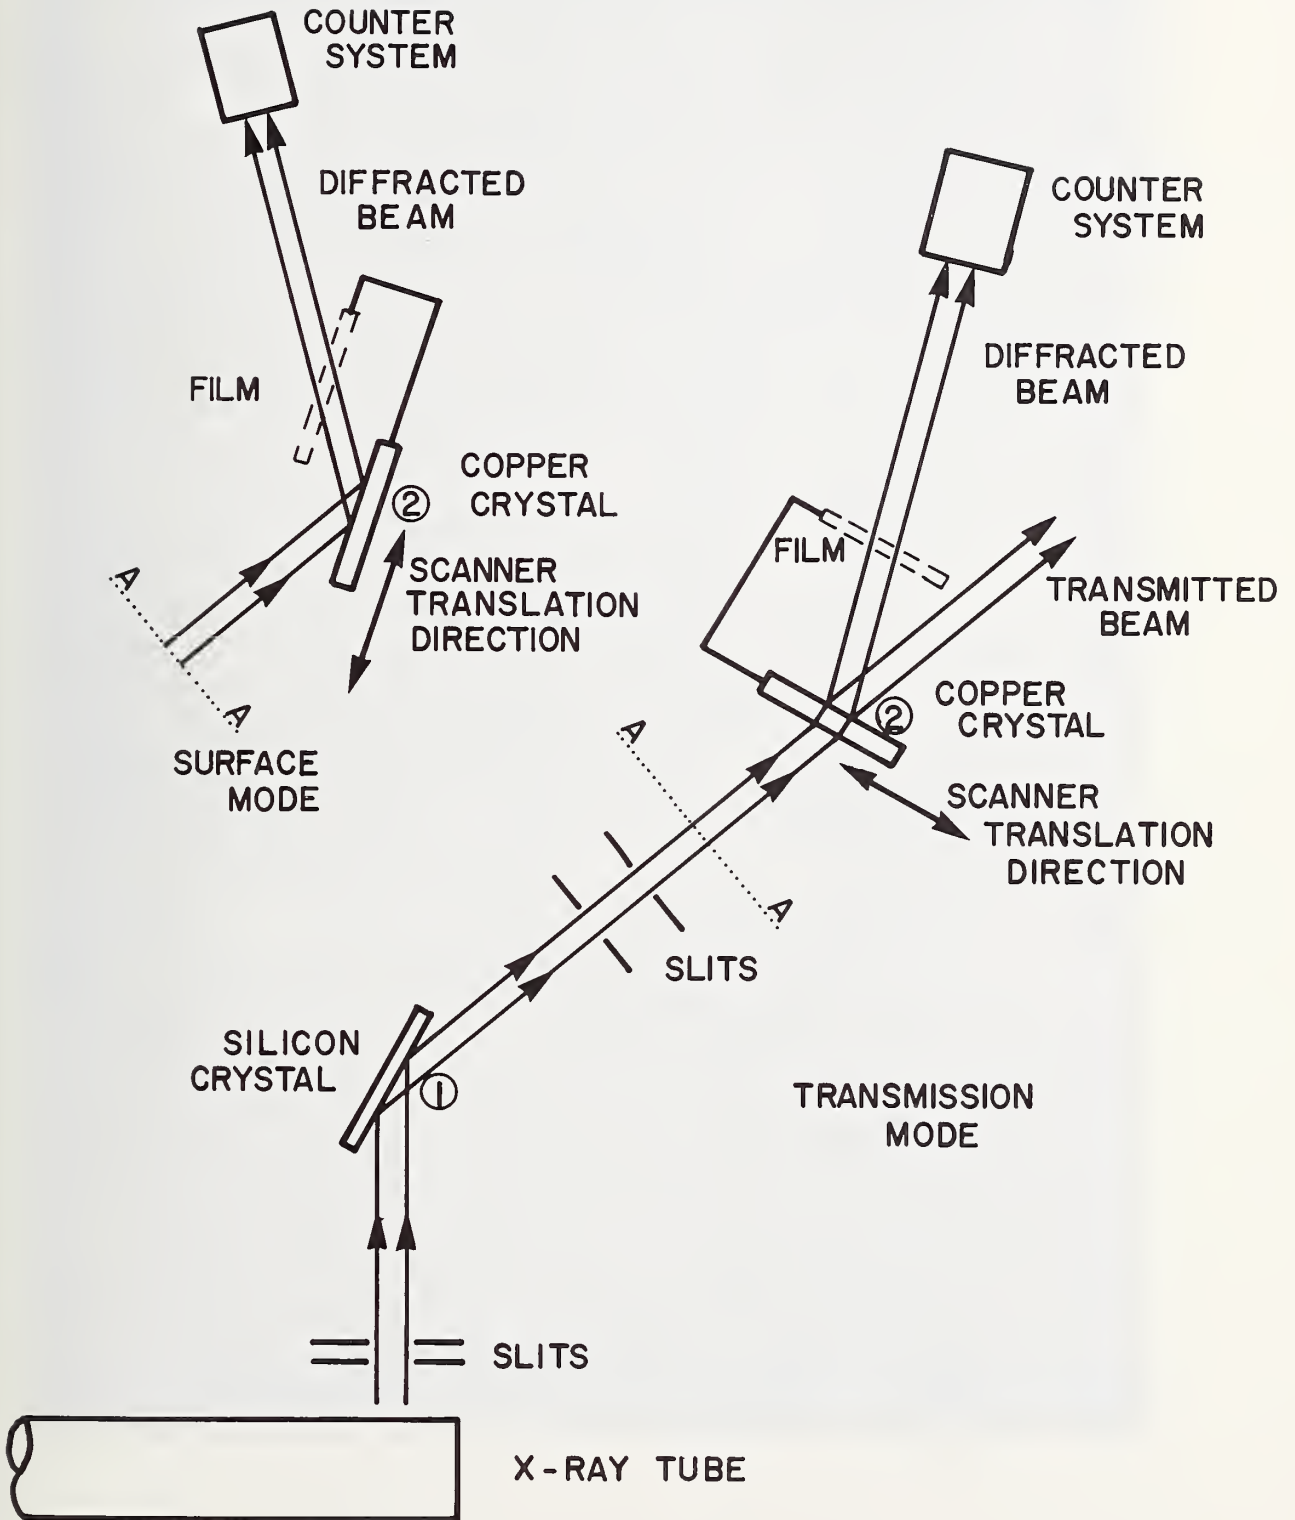 COUNTER
SYSTEM
DIFFRACTED
BEAM
FILM
COPPER
CRYSTAL
②
SCANNER
TRANSLATION
DIRECTION
A
A
SURFACE
MODE
COUNTER
SYSTEM
DIFFRACTED
BEAM
FILM
TRANSMITTED
BEAM
COPPER
CRYSTAL
②
SCANNER
TRANSLATION
DIRECTION
A
A
SLITS
SILICON
CRYSTAL
①
TRANSMISSION
MODE
SLITS
X-RAY TUBE